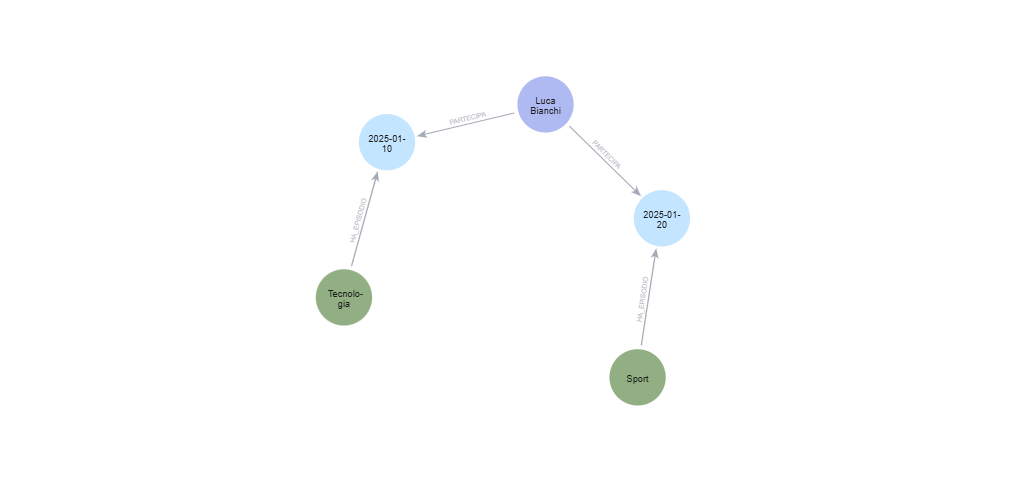 Luca
Bianchi
PARTECIPA
2025-01-
10
PARTECIPA
2025-01-
20
HA_EPISODIO
Tecnolo-
gia
HA_EPISODIO
Sport